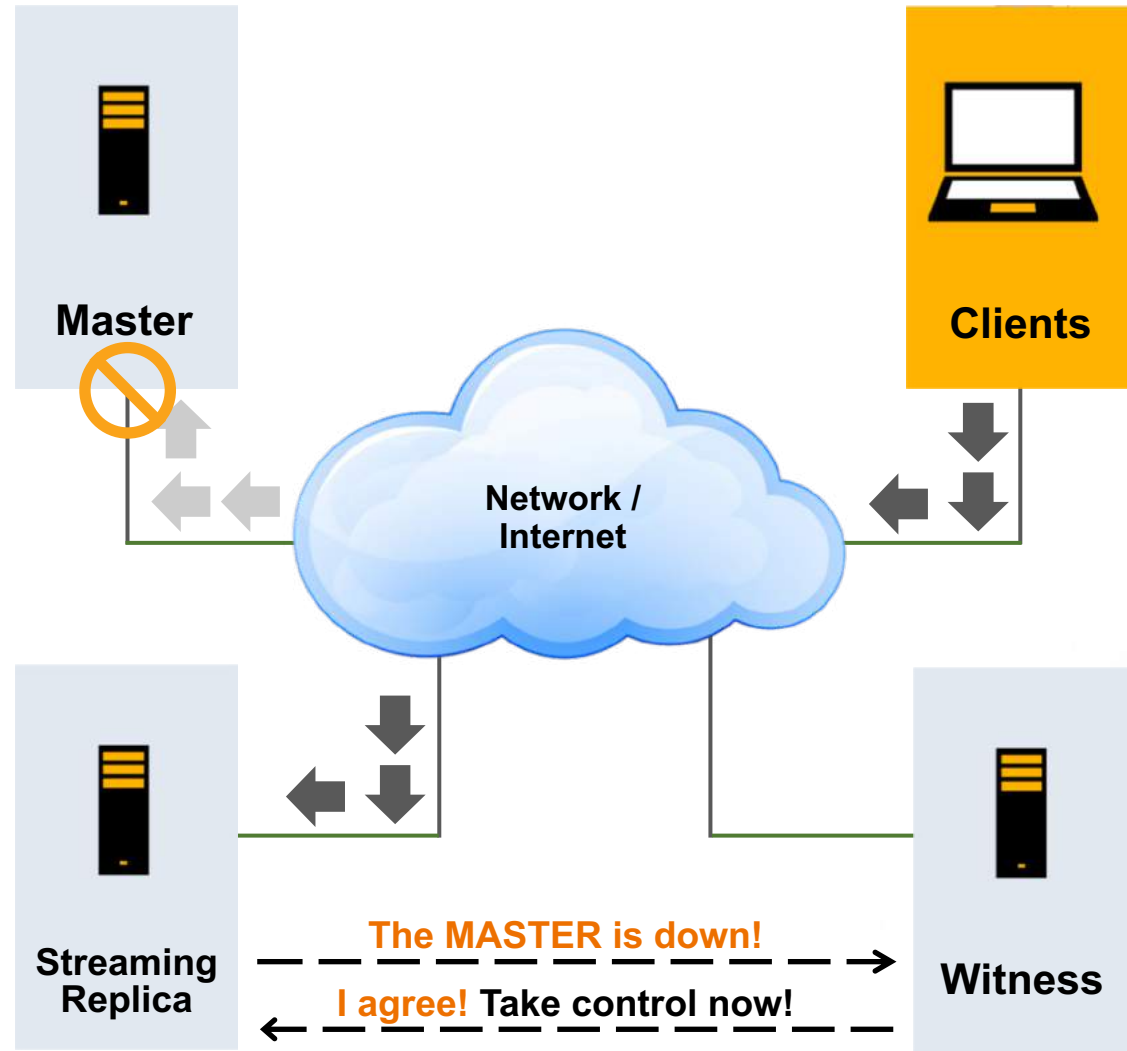 Master
Clients
Network /
Internet
The MASTER is down!
Streaming
Replica
I agree! Take control now!
Witness